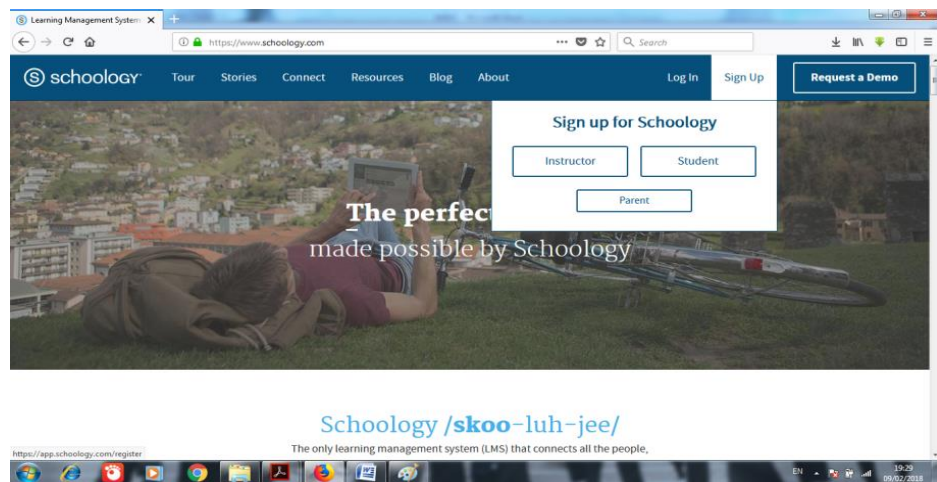 Learning Management System
https://www.schoology.com
Search
schoology
Tour Stories Connect Resources Blog About Log In Sign Up Request a Demo
Sign up for Schoology
Instructor Student
Parent
The perfec
made possible by Schoology
Schoology /skoo-luh-jee/
The only learning management system (LMS) that connects all the people,
https://app.schoology.com/register
EN 19:29
09/02/2018